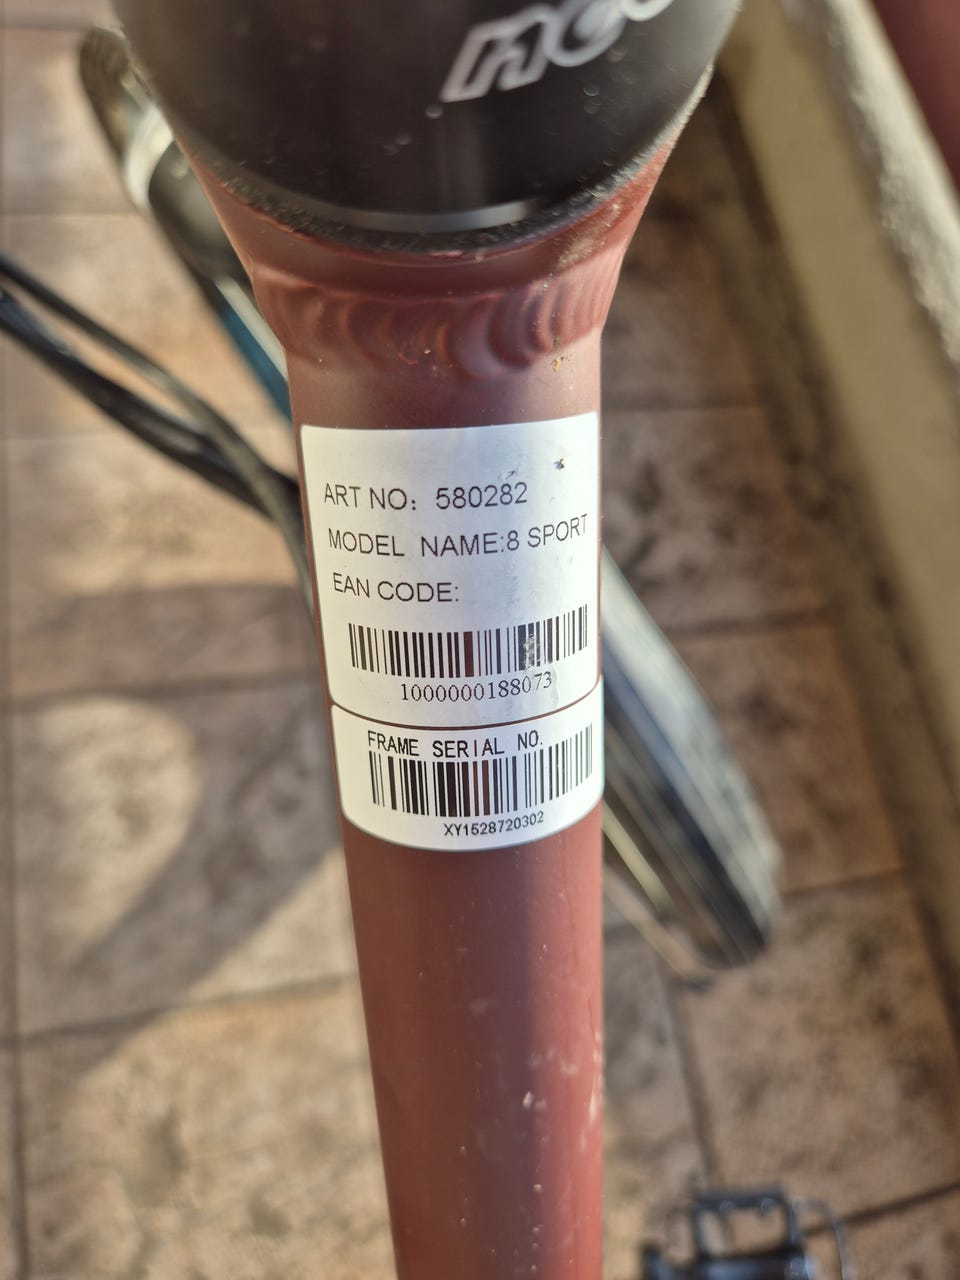 ART NO: 580282
MODEL NAME:8 SPORT
EAN CODE:
1000000188073
FRAME SERIAL NO.
XY1528720302